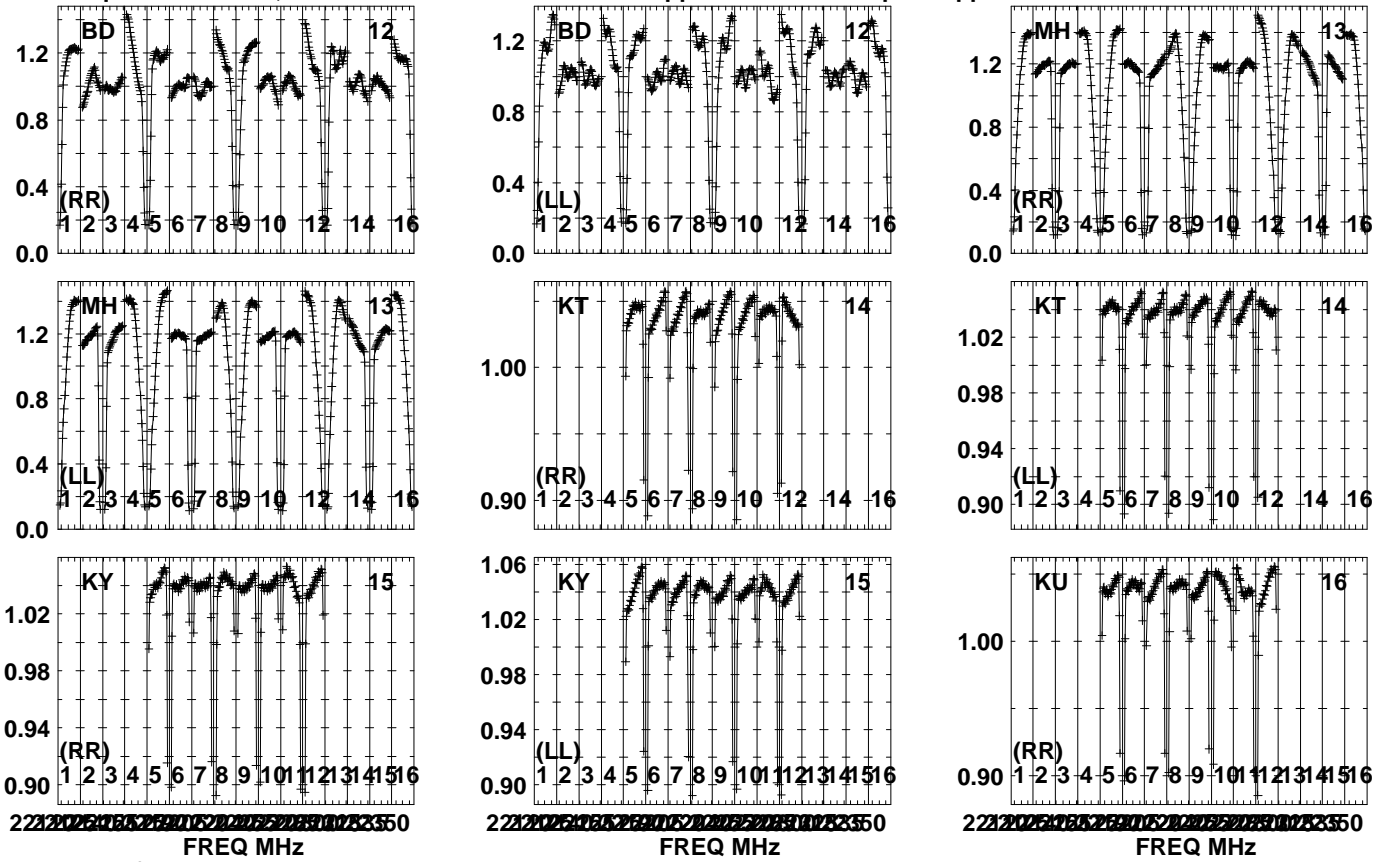 BD 12
1.2
0.8
0.4
(RR)
1 2 3 4 5 6 7 8 9 10 12 14 16
0.0
BD 12
1.2
0.8
0.4
(LL)
1 2 3 4 5 6 7 8 9 10 12 14 16
0.0
MH 13
1.2
0.8
0.4
(RR)
1 2 3 4 5 6 7 8 9 10 12 14 16
0.0
MH 13
1.2
0.8
0.4
(LL)
1 2 3 4 5 6 7 8 9 10 12 14 16
0.0
KT 14
1.00
(RR)
0.90
1 2 3 4 5 6 7 8 9 10 12 14 16
KT 14
1.02
0.98
0.94
(LL)
0.90
1 2 3 4 5 6 7 8 9 10 12 14 16
KY 15
1.02
0.98
0.94
(RR)
1 2 3 4 5 6 7 8 9 10 11 12 13 14 15 16
0.90
KY 15
1.06
1.02
0.98
0.94
(LL)
1 2 3 4 5 6 7 8 9 10 11 12 13 14 15 16
0.90
KU 16
1.00
(RR)
0.90
1 2 3 4 5 6 7 8 9 10 11 12 13 14 15 16
FREQ MHz
FREQ MHz
FREQ MHz